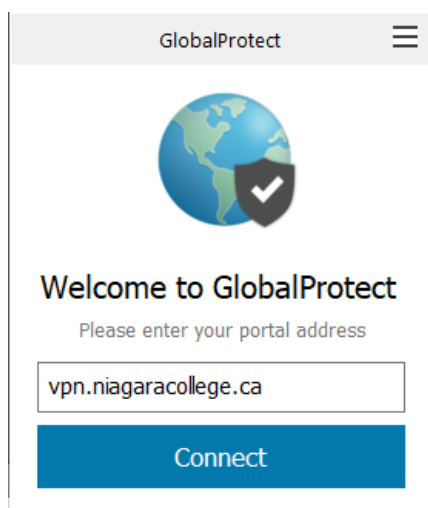 GlobalProtect
Welcome to GlobalProtect
Please enter your portal address
vpn.niagaracollege.ca
Connect